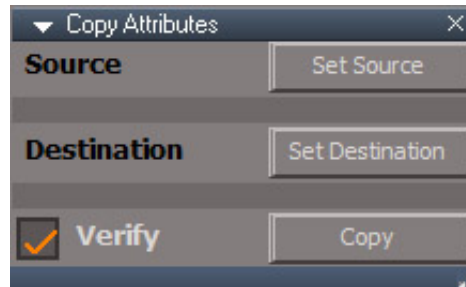 Copy Attributes
Source Set Source
Destination Set Destination
Verify Copy